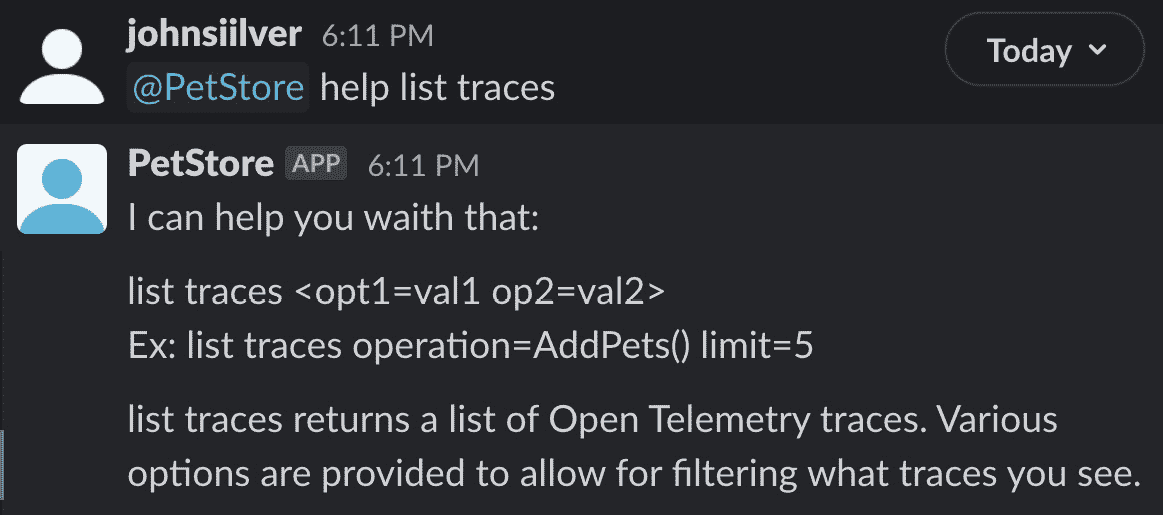 johnsiilver 6:11 PM
Today
@PetStore help list traces
PetStore APP 6:11 PM
I can help you waith that:
list traces <opt1=val1 op2=val2>
Ex: list traces operation=AddPets() limit=5
list traces returns a list of Open Telemetry traces. Various
options are provided to allow for filtering what traces you see.